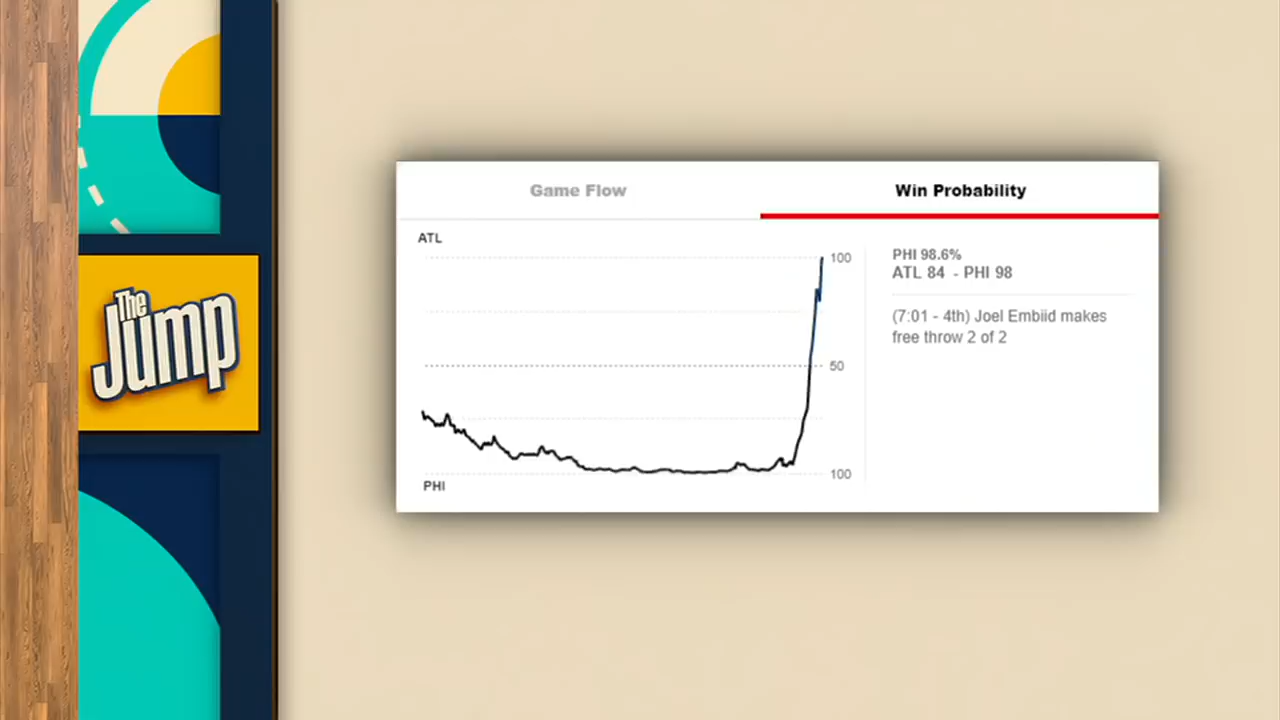 The
Jump
Game Flow
Win Probability
ATL
100
50
100
PHI
PHI 98.6%
ATL 84 - PHI 98
(7:01 - 4th) Joel Embiid makes
free throw 2 of 2